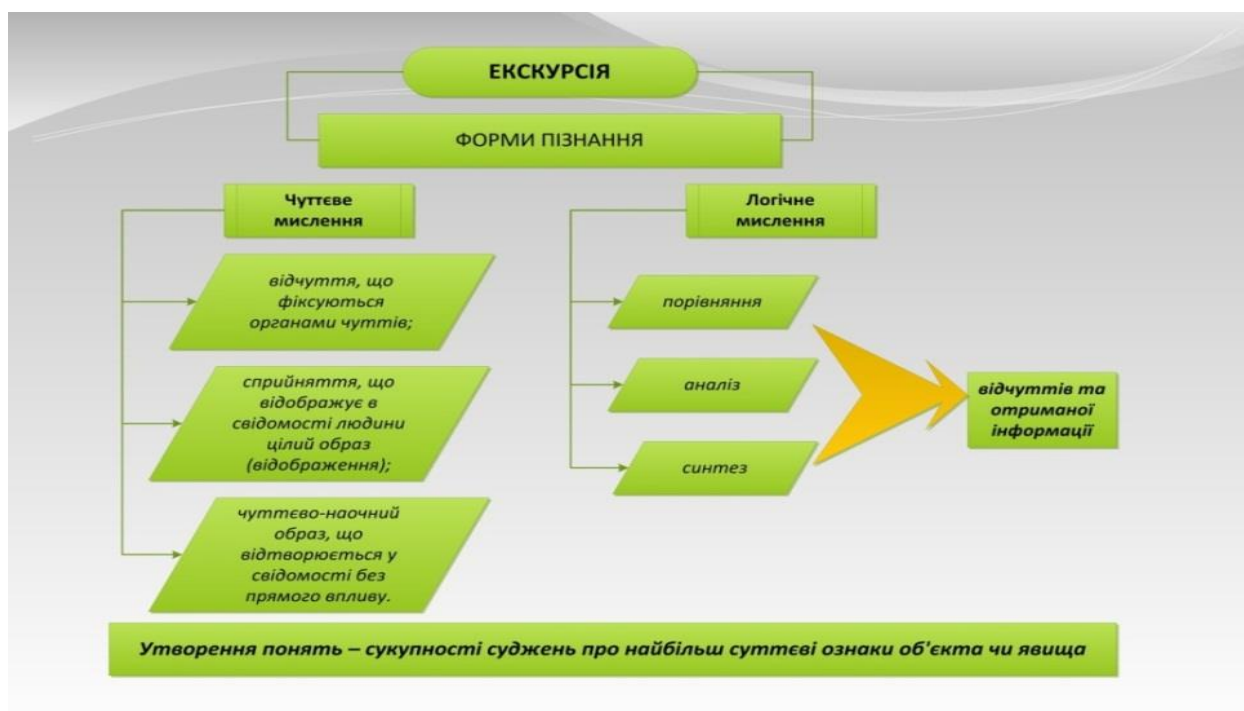 ЕКСКУРСІЯ
ФОРМИ ПІЗНАННЯ
Чуттєве
мислення
відчуття, що
фіксуються
органами чуттів;
сприйняття, що
відображує в
свідомості людини
цілий образ
(відображення);
чуттєво-наочний
образ, що
відтворюється у
свідомості без
прямого впливу.
Логічне
мислення
порівняння
аналіз
синтез
відчуттів та
отриманої
інформації
Утворення понять – сукупності суджень про найбільш суттєві ознаки об'єкта чи явища